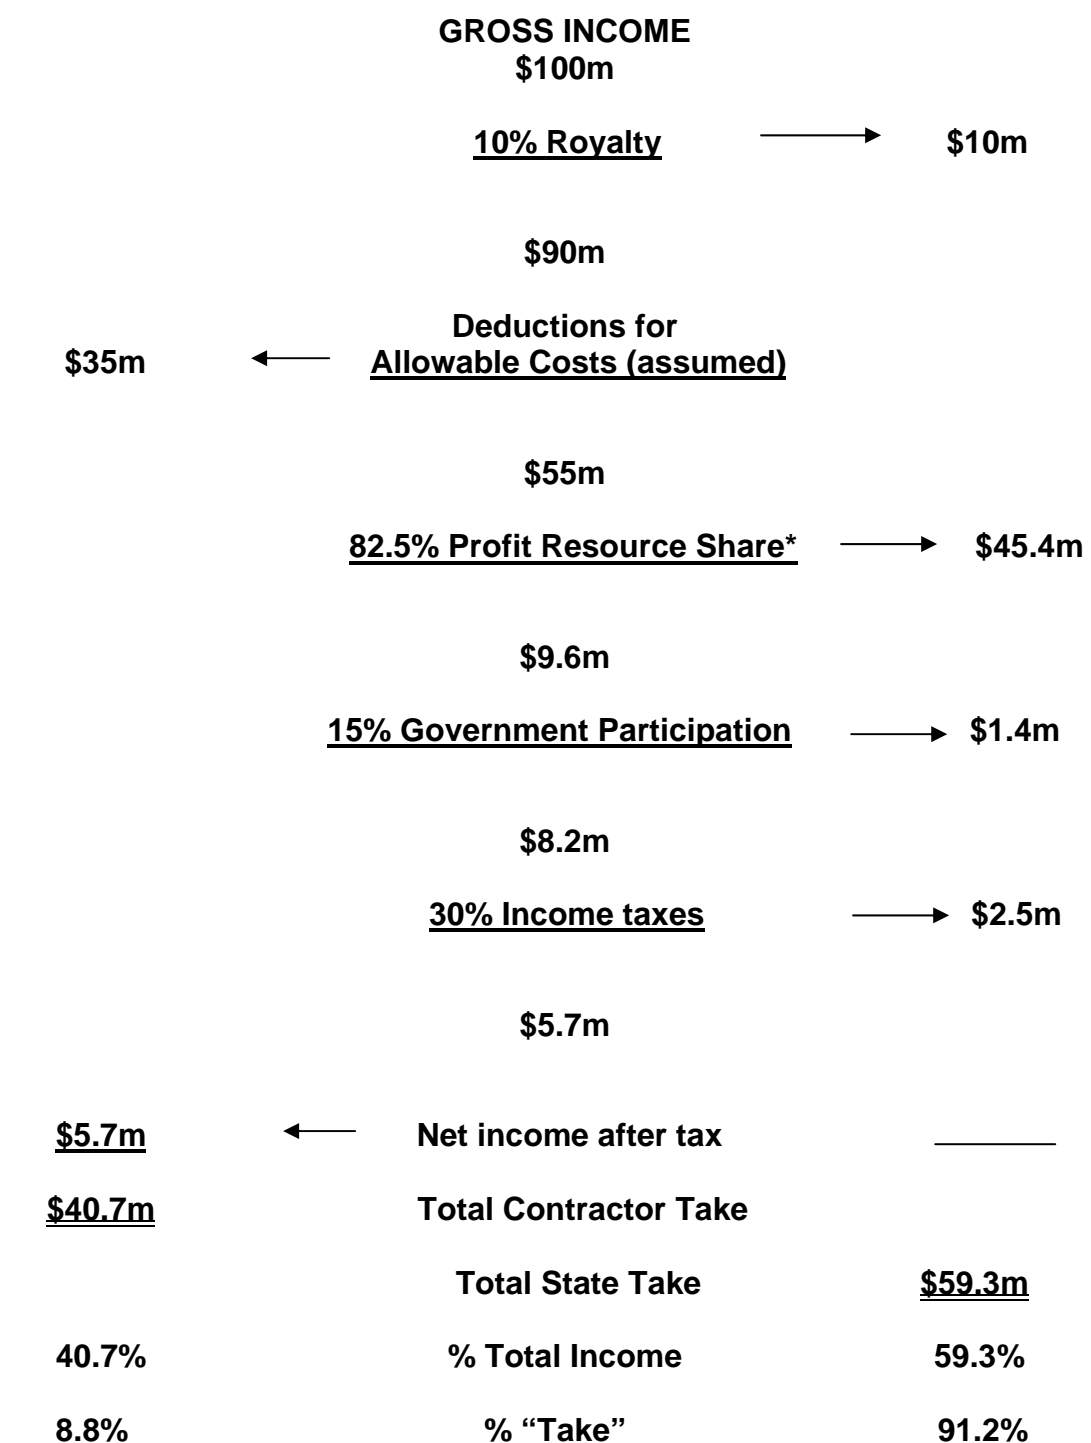 GROSS INCOME
$100m
10% Royalty $10m
$90m
Deductions for
$35m Allowable Costs (assumed)
$55m
82.5% Profit Resource Share* $45.4m
$9.6m
15% Government Participation $1.4m
$8.2m
30% Income taxes $2.5m
$5.7m
$5.7m Net income after tax
$40.7m Total Contractor Take
Total State Take $59.3m
40.7% % Total Income 59.3%
8.8% % “Take” 91.2%